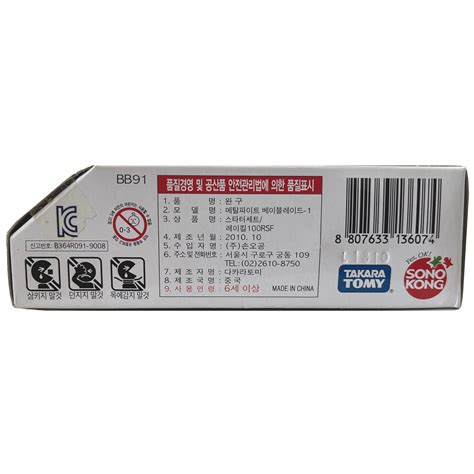 BB91
품질경영 및 공산품 안전관리법에 의한 품질표시
1. 품 명 : 완 구
2. 모 델 명 : 메탈파이트 베이블레이드-1
스타터세트/
레이킬100RSF
4. 제 조 년 월 : 2010. 10
5. 수 입 자 명 : (주)손오공
6. 주소 및 전화번호 : 서울시 구로구 궁동 109
TEL:(02)2610-8750
7. 제 조 자 명 : 다카라토미
8. 제 조 국 명 : 중국
9. 사 용 연 령 : 6세 이상
MADE IN CHINA
0-3
신고번호: B364R091-9008
삼키지 말것
던지지 말것
목에감지 말것
8 807633 136074
TAKARA TOMY
Yes, OK!
SONO KONG